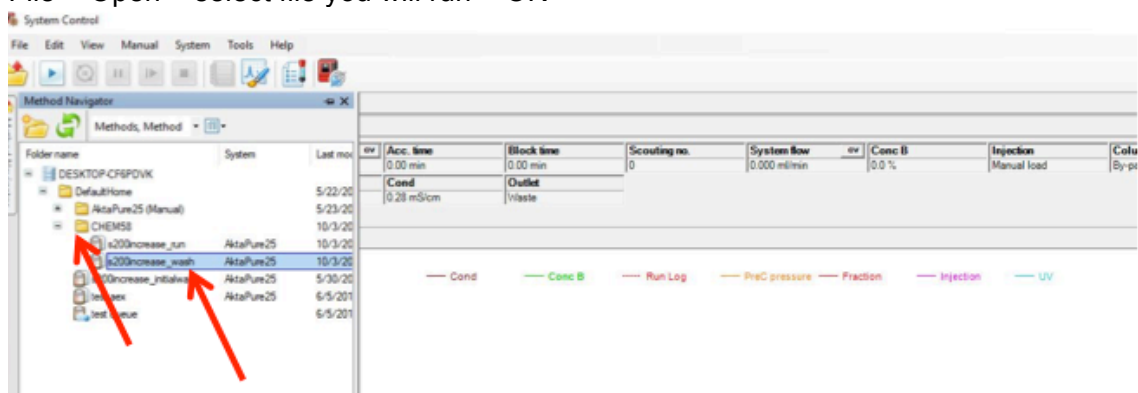 File – Open – select file you will run – OK
System Control
File Edit View Manual System Tools Help
Method Navigator
Methods, Method
Folder name System Last mod
DESKTOP-CF6PDVK
DefaultHome 5/22/20
AktaPure25 (Manual) 5/23/20
CHEM58 10/3/20
s200increase_run AktaPure25 10/3/20
s200increase_wash AktaPure25 10/3/20
AktaPure25 5/30/20
AktaPure25 6/5/201
6/5/201
Acc. time Block time Scouting no. System flow Conc B Injection Colu
0.00 min 0.00 min 0 0.000 ml/min 0.0 % Manual load By-pa
Cond Outlet
0.28 mS/cm Waste
Cond Conc B Run Log PreC pressure Fraction Injection UV